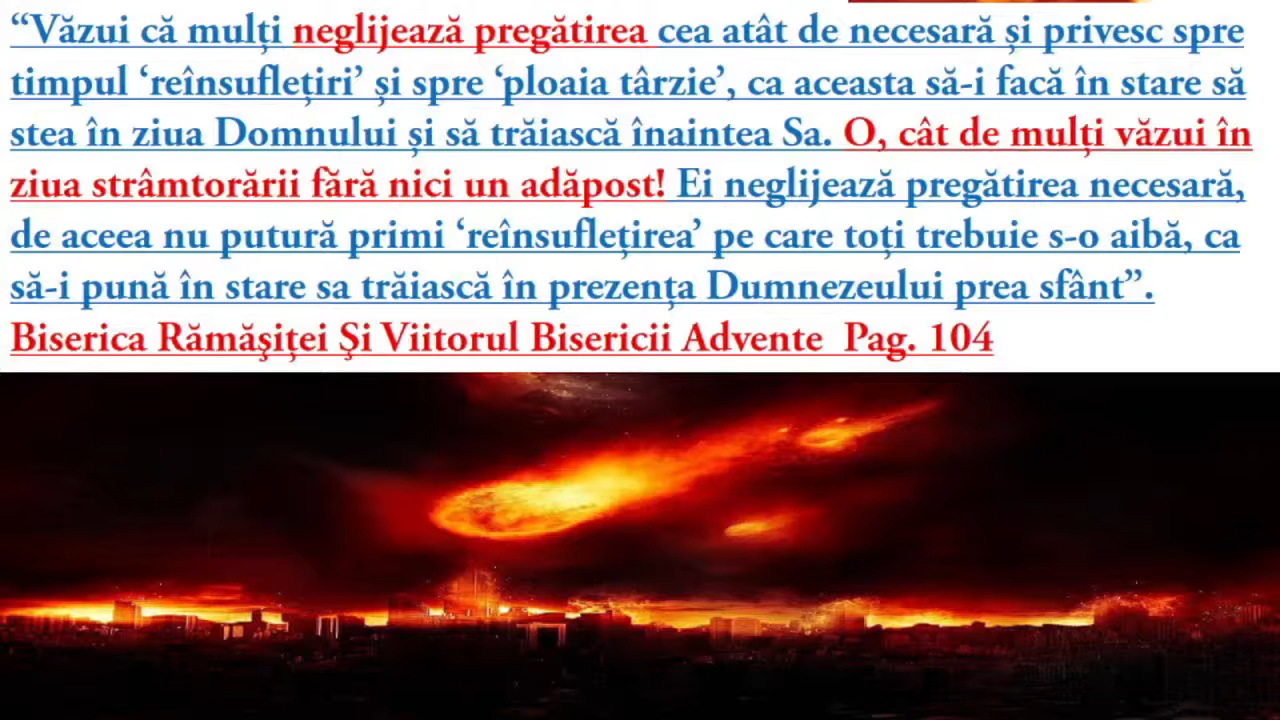 “Văzui că mulți neglijează pregătirea cea atât de necesară și privesc spre
timpul ‘reînsuflețiri’ și spre ‘ploaia târzie’, ca aceasta să-i facă în stare să
stea în ziua Domnului și să trăiască înaintea Sa. O, cât de mulți văzui în
ziua strâmtorării fără nici un adăpost! Ei neglijează pregătirea necesară,
de aceea nu putură primi ‘reînsuflețirea’ pe care toți trebuie s-o aibă, ca
să-i pună în stare sa trăiască în prezența Dumnezeului prea sfânt”.
Biserica Rămăşiței Şi Viitorul Bisericii Advente Pag. 104